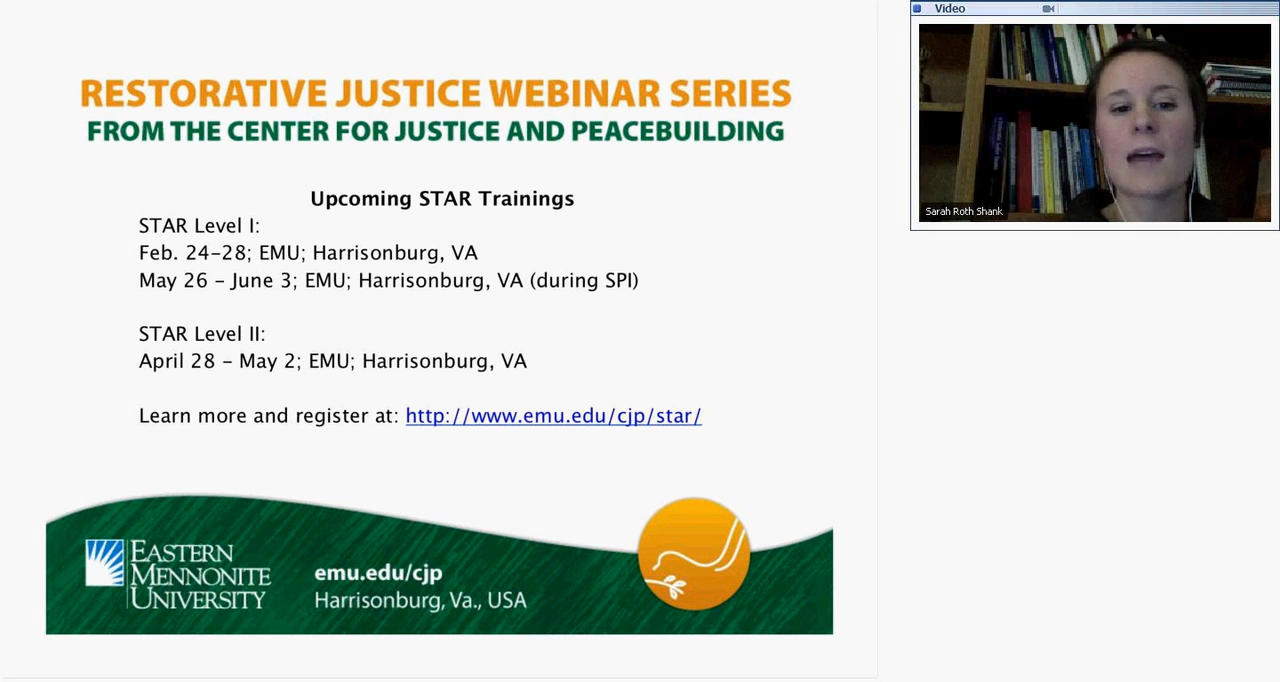 RESTORATIVE JUSTICE WEBINAR SERIES
FROM THE CENTER FOR JUSTICE AND PEACEBUILDING
Upcoming STAR Trainings
STAR Level I:
Feb. 24-28; EMU; Harrisonburg, VA
May 26 - June 3; EMU; Harrisonburg, VA (during SPI)
STAR Level II:
April 28 - May 2; EMU; Harrisonburg, VA
Learn more and register at: http://www.emu.edu/cjp/star/
EASTERN
MENNONITE
UNIVERSITY
emu.edu/cjp
Harrisonburg, Va., USA
Video
Sarah Roth Shank